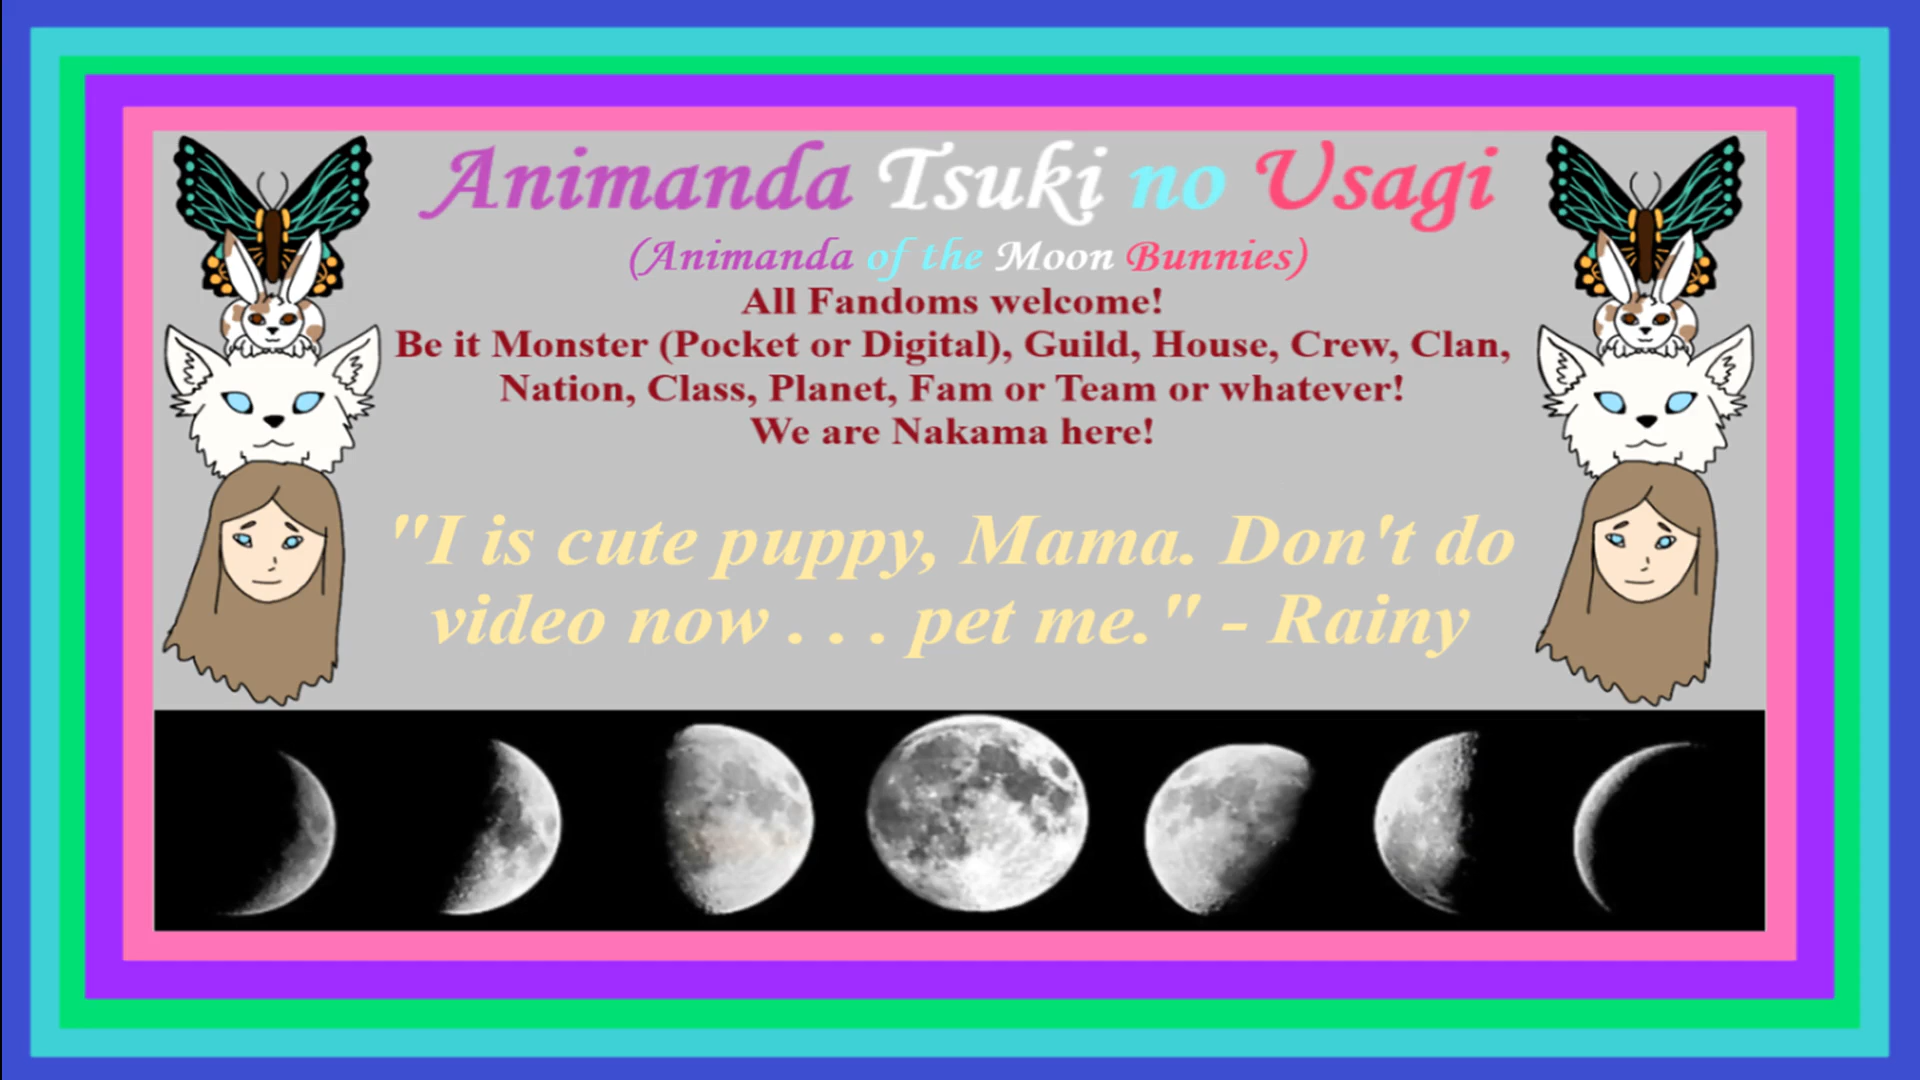 Animanda Tsuki no Usagi
(Animanda of the Moon Bunnies)
All Fandoms welcome!
Be it Monster (Pocket or Digital), Guild, House, Crew, Clan,
Nation, Class, Planet, Fam or Team or whatever!
We are Nakama here!
"I is cute puppy, Mama. Don't do
video now . . . pet me." - Rainy